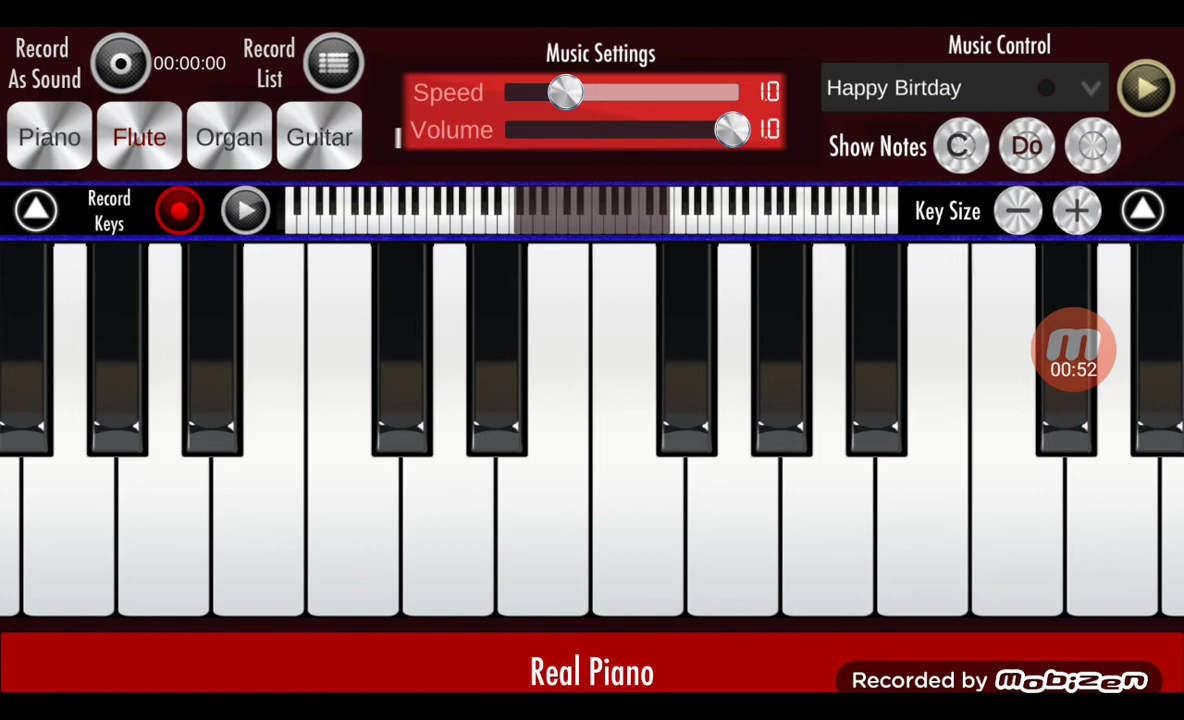 Record
As Sound
00:00:00
Record
List
Music Settings
Speed
1.0
Volume
1.0
Music Control
Happy Birtday
Show Notes
C
Do
Piano
Flute
Organ
Guitar
Record
Keys
Key Size
m
00:52
Real Piano
Recorded by mobizen